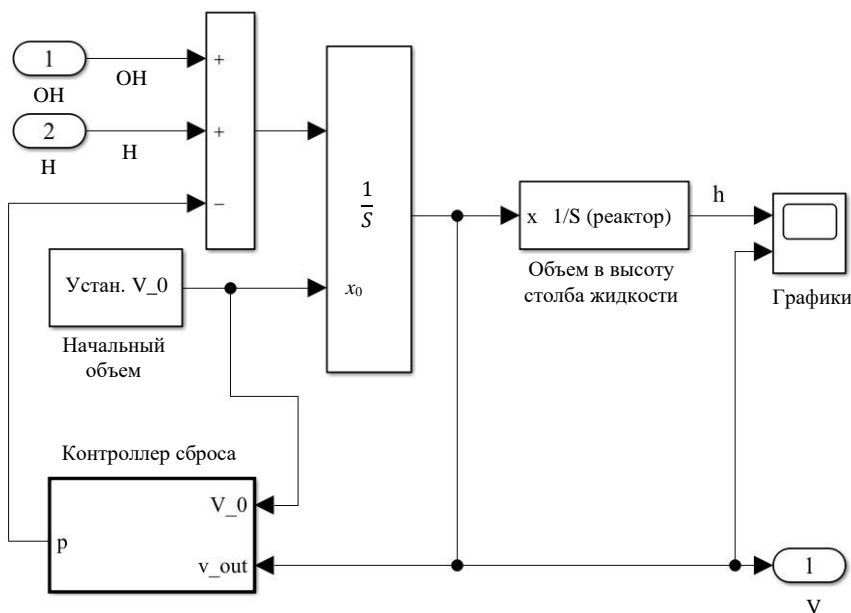 1
OH
OH
+
2
H
H
+
−
1
S
x₀
x 1/S (реактор)
h
Объем в высоту
столба жидкости
Графики
Устан. V_0
Начальный
объем
Контроллер сброса
V_0
p
v_out
1
V